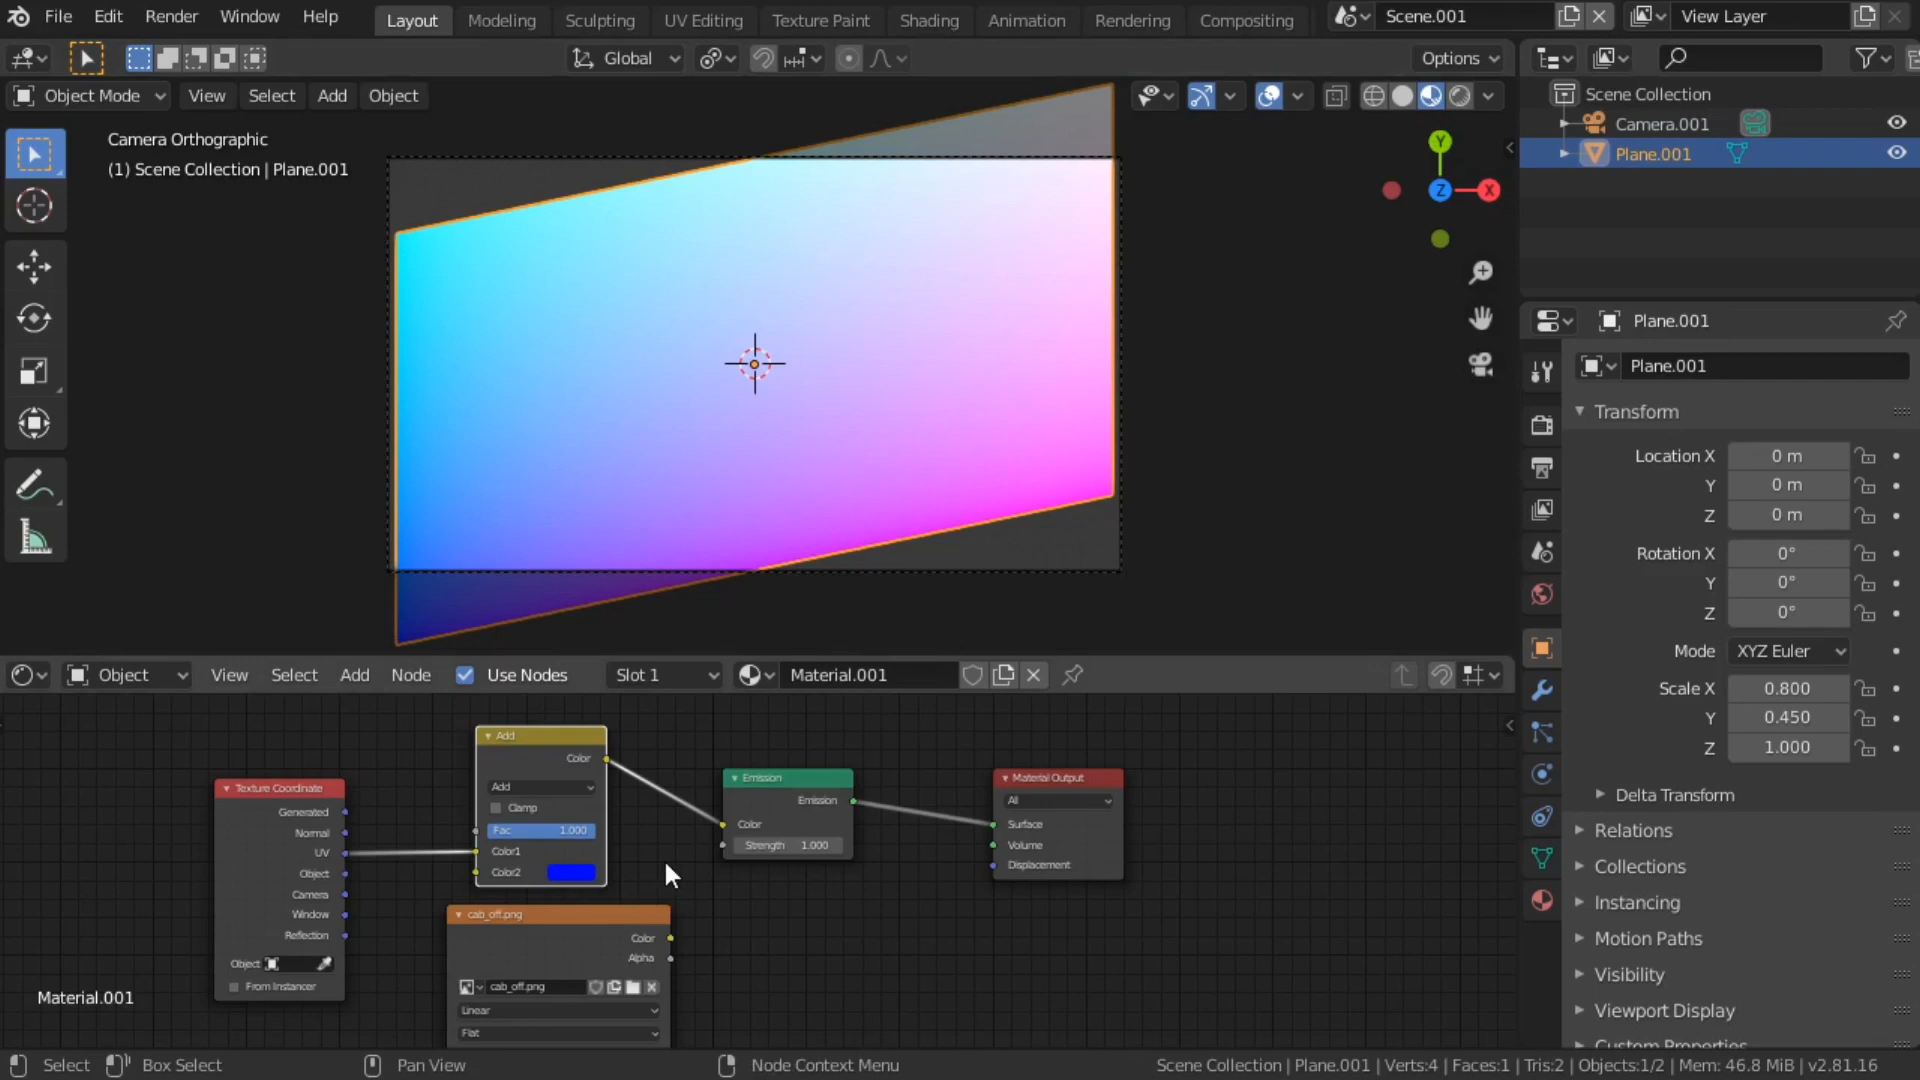 File Edit Render Window Help Layout Modeling Sculpting UV Editing Texture Paint Shading Animation Rendering Compositing Scene.001 View Layer
Global Options
Object Mode View Select Add Object
Camera Orthographic
(1) Scene Collection | Plane.001
Y
Z
X
Scene Collection
Camera.001
Plane.001
Plane.001
Plane.001
Transform
Location X 0 m
Y 0 m
Z 0 m
Rotation X 0°
Y 0°
Z 0°
Mode XYZ Euler
Scale X 0.800
Y 0.450
Z 1.000
Delta Transform
Relations
Collections
Instancing
Motion Paths
Visibility
Viewport Display
Custom Properties
Object View Select Add Node Use Nodes Slot 1 Material.001
Texture Coordinate
Generated
Normal
UV
Object
Camera
Window
Reflection
Object
From Instancer
Add
Color
Add
Clamp
Fac 1.000
Color1
Color2
cab_off.png
Color
Alpha
cab_off.png
Linear
Flat
Emission
Emission
Color
Strength 1.000
Material Output
All
Surface
Volume
Displacement
Material.001
Select Box Select Pan View Node Context Menu Scene Collection | Plane.001 | Verts:4 | Faces:1 | Tris:2 | Objects:1/2 | Mem: 46.8 MiB | v2.81.16